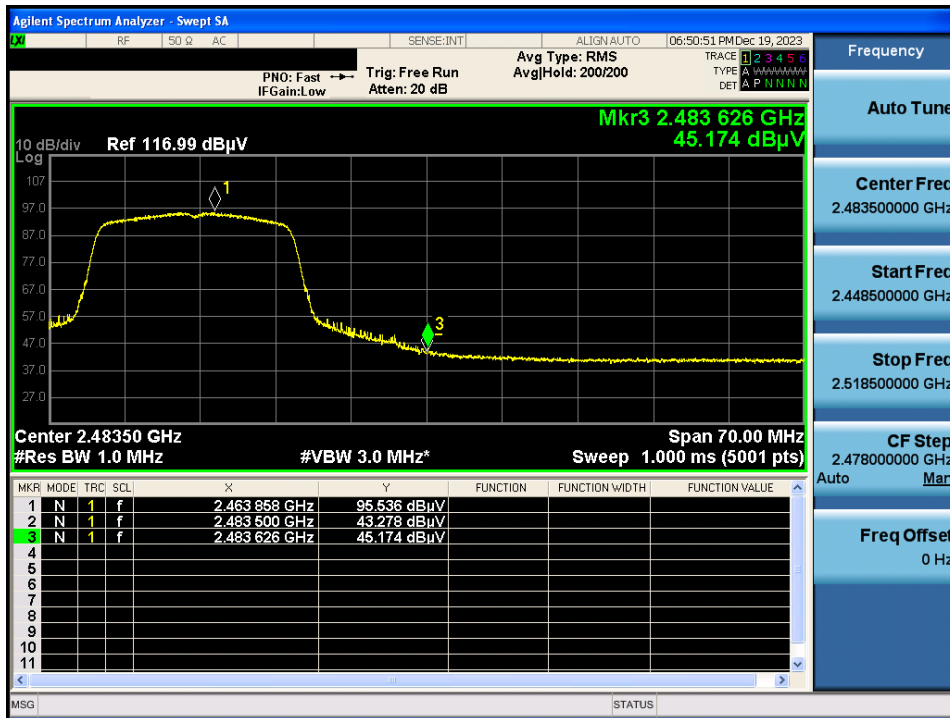 Agilent Spectrum Analyzer - Swept SA
LXI RF 50 Ω AC SENSE:INT ALIGN AUTO 06:50:51 PM Dec 19, 2023
PNO: Fast Trig: Free Run Avg Type: RMS TRACE 1 2 3 4 5 6
IFGain:Low Atten: 20 dB Avg|Hold: 200/200 TYPE A WWWWW
DET A P N N N N
Mkr3 2.483 626 GHz
45.174 dBµV
10 dB/div Ref 116.99 dBµV
Log
107
97.0
87.0
77.0
67.0
57.0
47.0
37.0
27.0
1
3
Center 2.48350 GHz Span 70.00 MHz
#Res BW 1.0 MHz #VBW 3.0 MHz* Sweep 1.000 ms (5001 pts)
MKR MODE TRC SCL X Y FUNCTION FUNCTION WIDTH FUNCTION VALUE
1 N 1 f 2.463 858 GHz 95.536 dBµV
2 N 1 f 2.483 500 GHz 43.278 dBµV
3 N 1 f 2.483 626 GHz 45.174 dBµV
4
5
6
7
8
9
10
11
MSG STATUS
Frequency
Auto Tune
Center Freq
2.483500000 GHz
Start Freq
2.448500000 GHz
Stop Freq
2.518500000 GHz
CF Step
2.478000000 GHz
Auto Man
Freq Offset
0 Hz